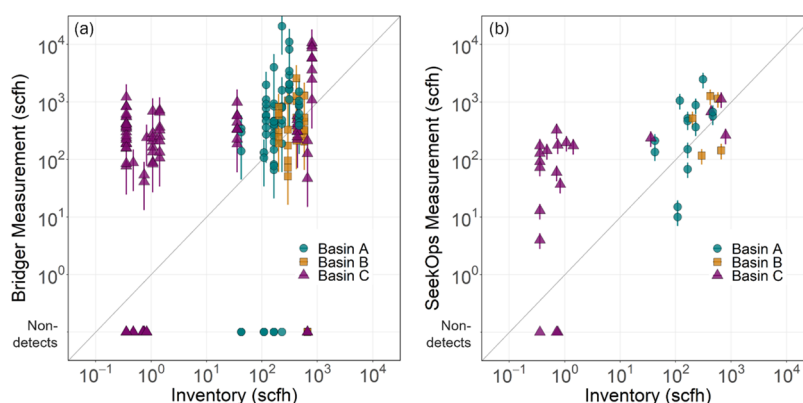 (a)
Bridger Measurement (scfh)
10⁴
10³
10²
10¹
10⁰
Non-
detects
Basin A
Basin B
Basin C
10⁻¹ 10⁰ 10¹ 10² 10³ 10⁴
Inventory (scfh)
(b)
SeekOps Measurement (scfh)
10⁴
10³
10²
10¹
10⁰
Non-
detects
Basin A
Basin B
Basin C
10⁻¹ 10⁰ 10¹ 10² 10³ 10⁴
Inventory (scfh)